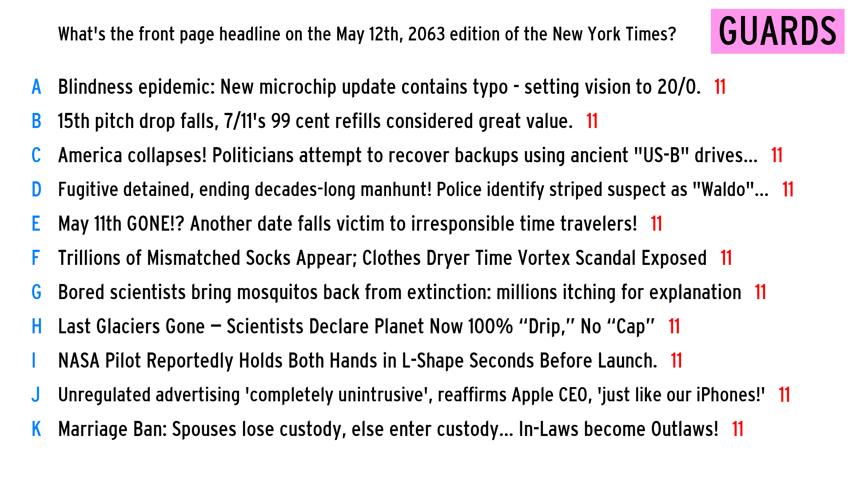 What's the front page headline on the May 12th, 2063 edition of the New York Times?
GUARDS
A Blindness epidemic: New microchip update contains typo - setting vision to 20/0. 11
B 15th pitch drop falls, 7/11's 99 cent refills considered great value. 11
C America collapses! Politicians attempt to recover backups using ancient "US-B" drives... 11
D Fugitive detained, ending decades-long manhunt! Police identify striped suspect as "Waldo"... 11
E May 11th GONE!? Another date falls victim to irresponsible time travelers! 11
F Trillions of Mismatched Socks Appear; Clothes Dryer Time Vortex Scandal Exposed 11
G Bored scientists bring mosquitos back from extinction: millions itching for explanation 11
H Last Glaciers Gone – Scientists Declare Planet Now 100% “Drip,” No “Cap” 11
I NASA Pilot Reportedly Holds Both Hands in L-Shape Seconds Before Launch. 11
J Unregulated advertising 'completely unintrusive', reaffirms Apple CEO, 'just like our iPhones!' 11
K Marriage Ban: Spouses lose custody, else enter custody... In-Laws become Outlaws! 11